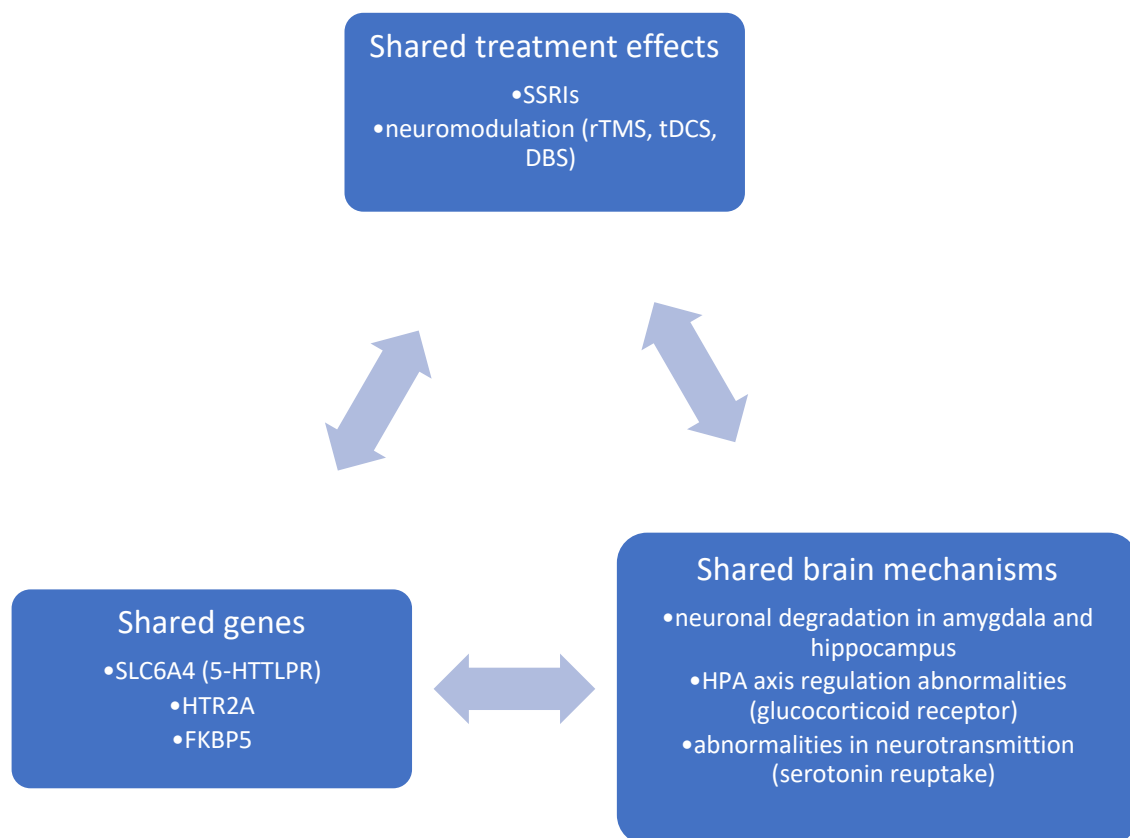 Shared treatment effects
•SSRIs
•neuromodulation (rTMS, tDCS,
DBS)
Shared genes
•SLC6A4 (5-HTTLPR)
•HTR2A
•FKBP5
Shared brain mechanisms
•neuronal degradation in amygdala and
hippocampus
•HPA axis regulation abnormalities
(glucocorticoid receptor)
•abnormalities in neurotransmittion
(serotonin reuptake)